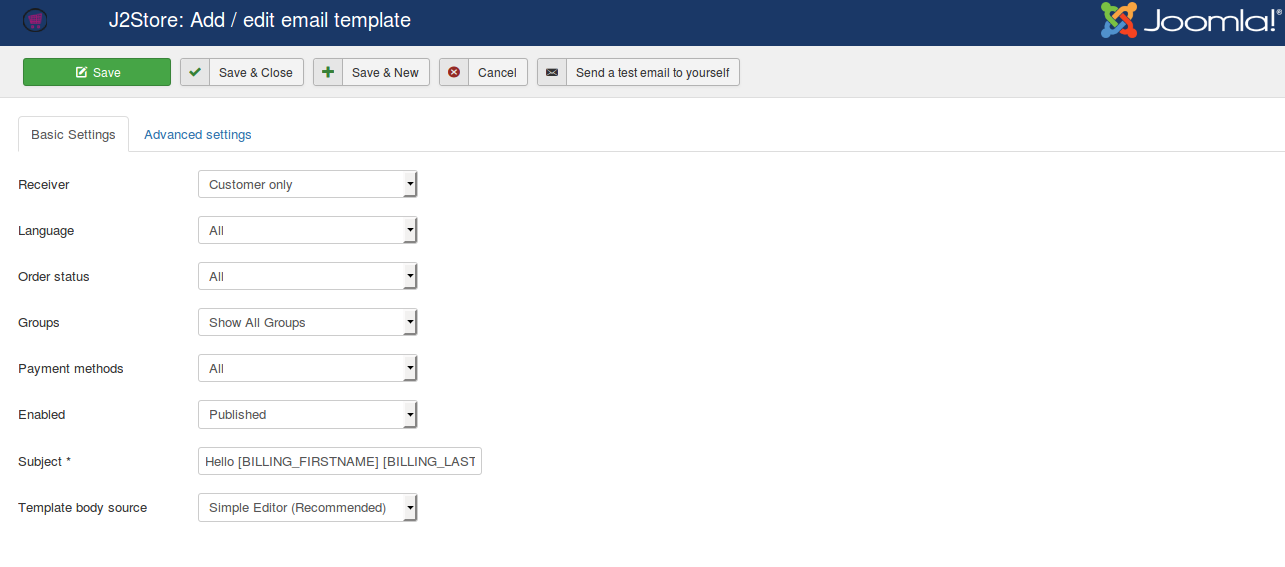 J2Store: Add / edit email template
Joomla!®
Save
Save & Close
Save & New
Cancel
Send a test email to yourself
Basic Settings
Advanced settings
Receiver
Customer only
Language
All
Order status
All
Groups
Show All Groups
Payment methods
All
Enabled
Published
Subject *
Hello [BILLING_FIRSTNAME] [BILLING_LAST
Template body source
Simple Editor (Recommended)